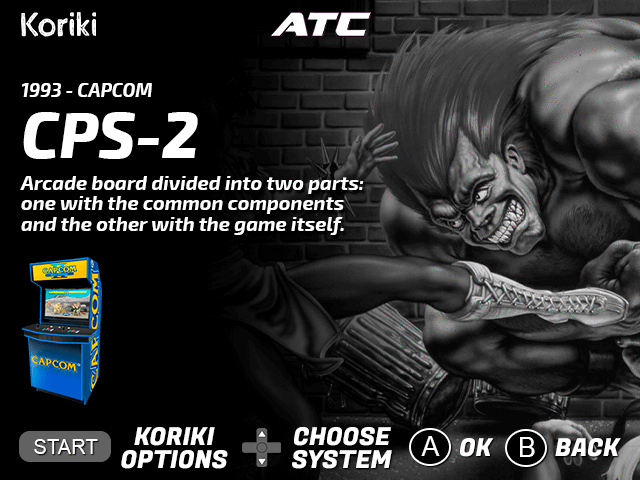 Koriki
ATC
1993 - CAPCOM
CPS-2
Arcade board divided into two parts:
one with the common components
and the other with the game itself.
CAPCOM
CAPCOM
CAPCOM
START
KORIKI
OPTIONS
CHOOSE
SYSTEM
A
OK
B
BACK